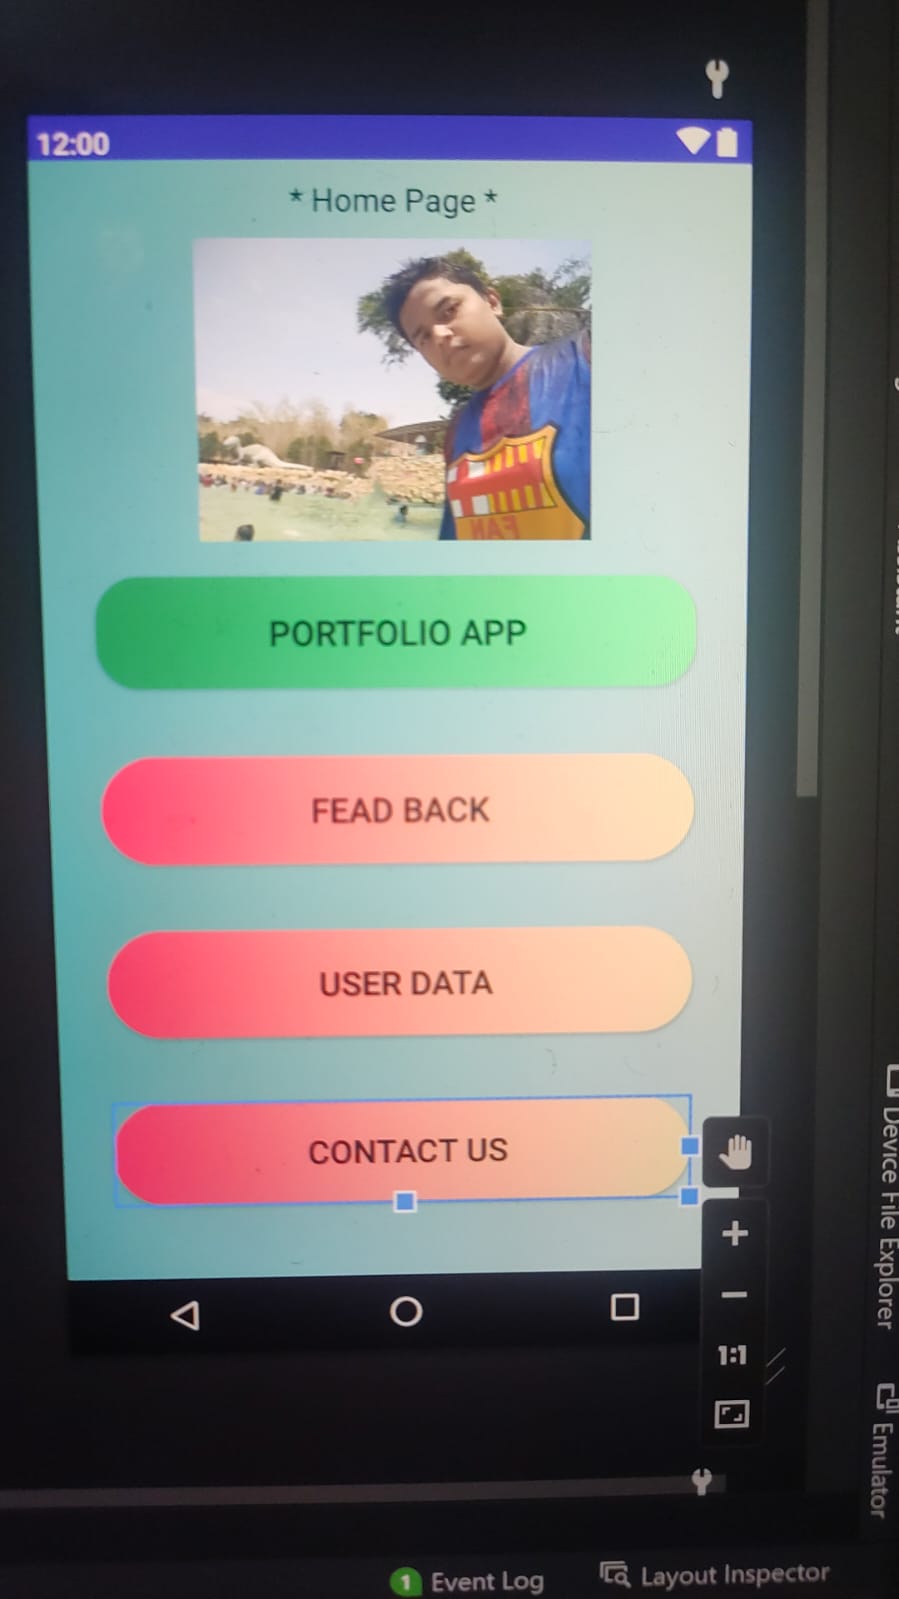 12:00
* Home Page *
FAN
PORTFOLIO APP
FEAD BACK
USER DATA
CONTACT US
1:1
Device File Explorer
Emulator
1 Event Log
Layout Inspector